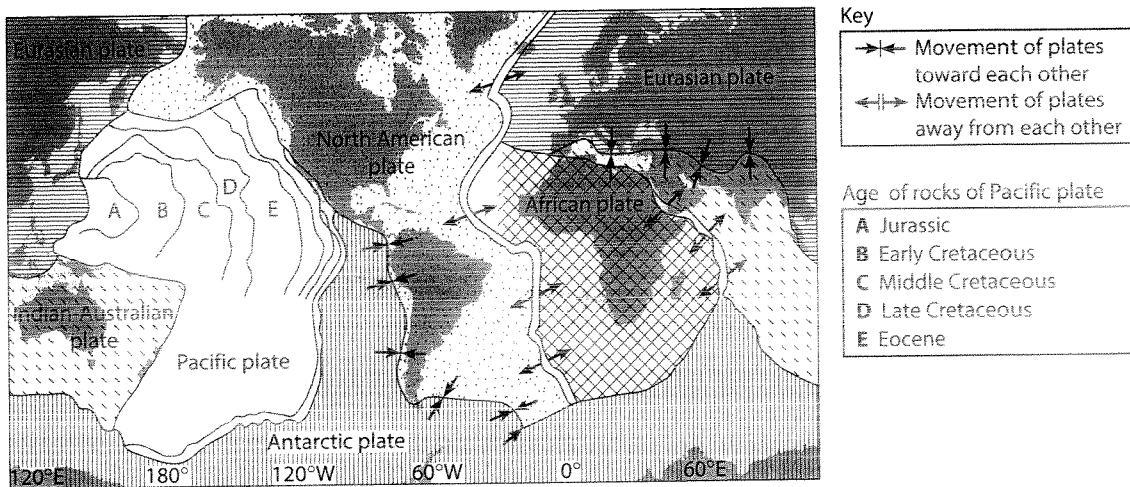 Eurasian plate
Eurasian plate
North American
plate
African plate
A
B
C
D
E
Indian Australian
plate
Pacific plate
Antarctic plate
120°E
180°
120°W
60°W
0°
60°E
Key
Movement of plates
toward each other
Movement of plates
away from each other
Age of rocks of Pacific plate
A Jurassic
B Early Cretaceous
C Middle Cretaceous
D Late Cretaceous
E Eocene